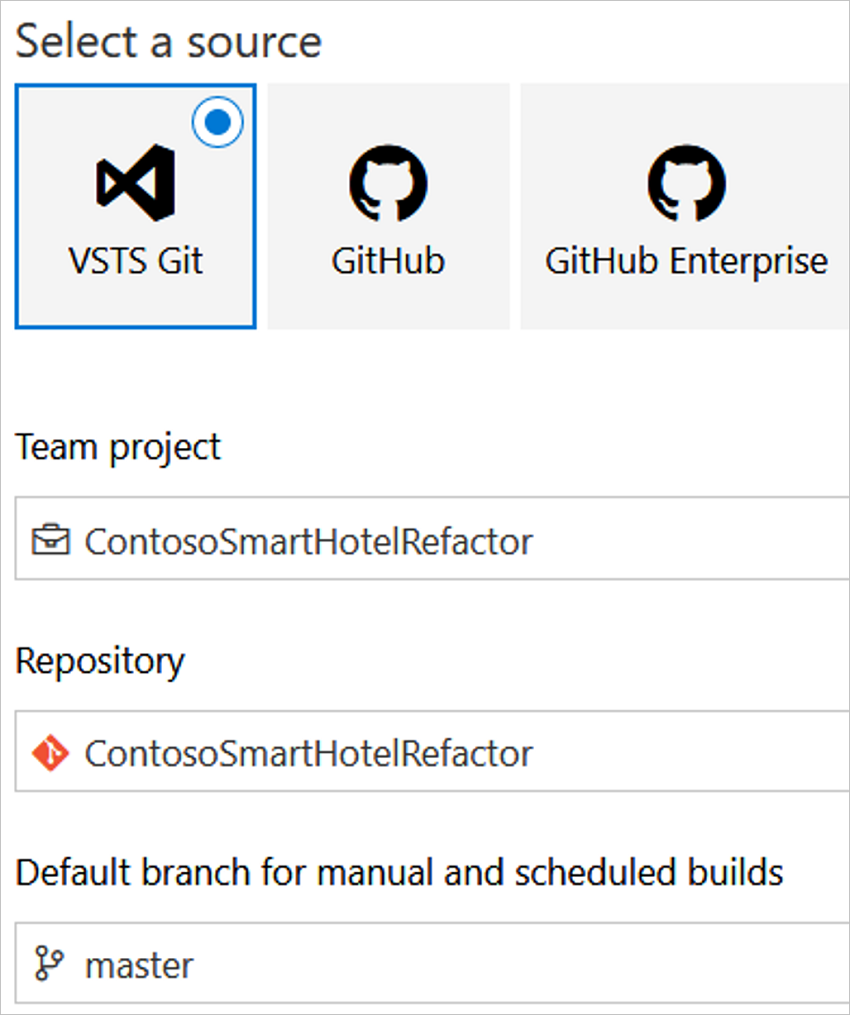 Select a source
VSTS Git
GitHub
GitHub Enterprise
Team project
ContosoSmartHotelRefactor
Repository
ContosoSmartHotelRefactor
Default branch for manual and scheduled builds
master